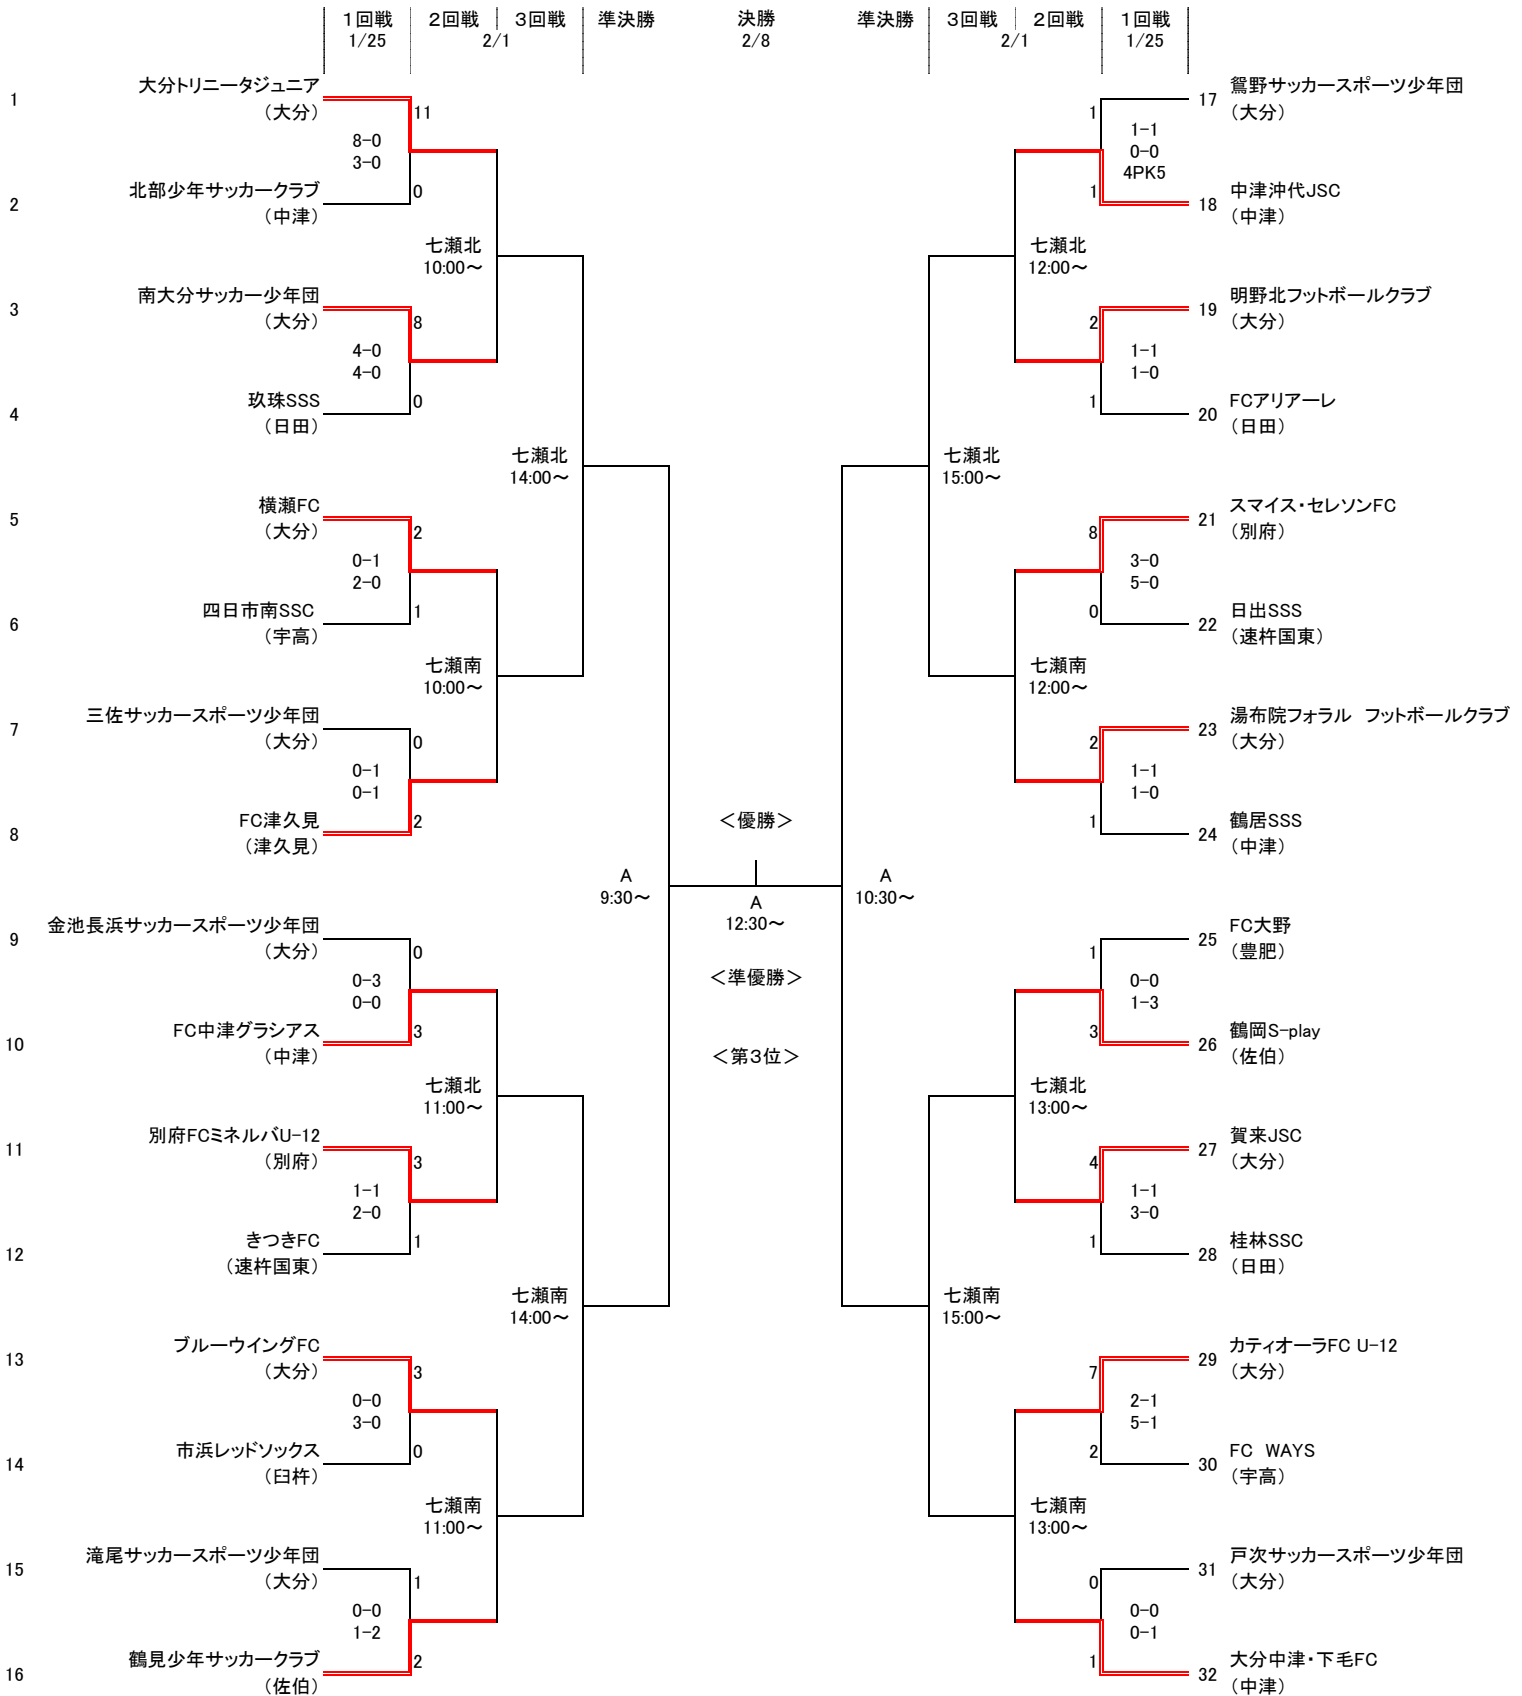 1回戦 2回戦 3回戦 準決勝 決勝 準決勝 3回戦 2回戦 1回戦
1/25 2/1 2/8 2/1 1/25
1 大分トリニータジュニア
(大分)
11
8-0
3-0
2 北部少年サッカークラブ
(中津)
0
七瀬北
10:00~
3 南大分サッカー少年団
(大分)
8
4-0
4-0
4 玖珠SSS
(日田)
0
七瀬北
14:00~
5 横瀬FC
(大分)
2
0-1
2-0
6 四日市南SSC
(宇高)
1
七瀬南
10:00~
7 三佐サッカースポーツ少年団
(大分)
0
0-1
0-1
8 FC津久見
(津久見)
2
A
9:30~
9 金池長浜サッカースポーツ少年団
(大分)
0
0-3
0-0
10 FC中津グラシアス
(中津)
3
七瀬北
11:00~
11 別府FCミネルバU-12
(別府)
3
1-1
2-0
12 きつきFC
(速杵国東)
1
七瀬南
14:00~
13 ブルーウイングFC
(大分)
3
0-0
3-0
14 市浜レッドソックス
(臼杵)
0
七瀬南
11:00~
15 滝尾サッカースポーツ少年団
(大分)
1
0-0
1-2
16 鶴見少年サッカークラブ
(佐伯)
2
<優勝>
A
12:30~
<準優勝>
<第3位>
17 鴛野サッカースポーツ少年団
(大分)
1
1-1
0-0
4PK5
18 中津沖代JSC
(中津)
1
七瀬北
12:00~
19 明野北フットボールクラブ
(大分)
2
1-1
1-0
20 FCアリアーレ
(日田)
1
七瀬北
15:00~
21 スマイス・セレソンFC
(別府)
8
3-0
5-0
22 日出SSS
(速杵国東)
0
七瀬南
12:00~
23 湯布院フォラル フットボールクラブ
(大分)
2
1-1
1-0
24 鶴居SSS
(中津)
1
A
10:30~
25 FC大野
(豊肥)
1
0-0
1-3
26 鶴岡S-play
(佐伯)
3
七瀬北
13:00~
27 賀来JSC
(大分)
4
1-1
3-0
28 桂林SSC
(日田)
1
七瀬南
15:00~
29 カティオーラFC U-12
(大分)
7
2-1
5-1
30 FC WAYS
(宇高)
2
七瀬南
13:00~
31 戸次サッカースポーツ少年団
(大分)
0
0-0
0-1
32 大分中津・下毛FC
(中津)
1